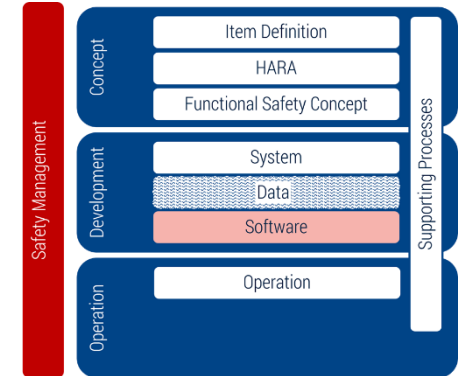 Safety Management
Concept
Item Definition
HARA
Functional Safety Concept
Development
System
Data
Software
Operation
Operation
Supporting Processes